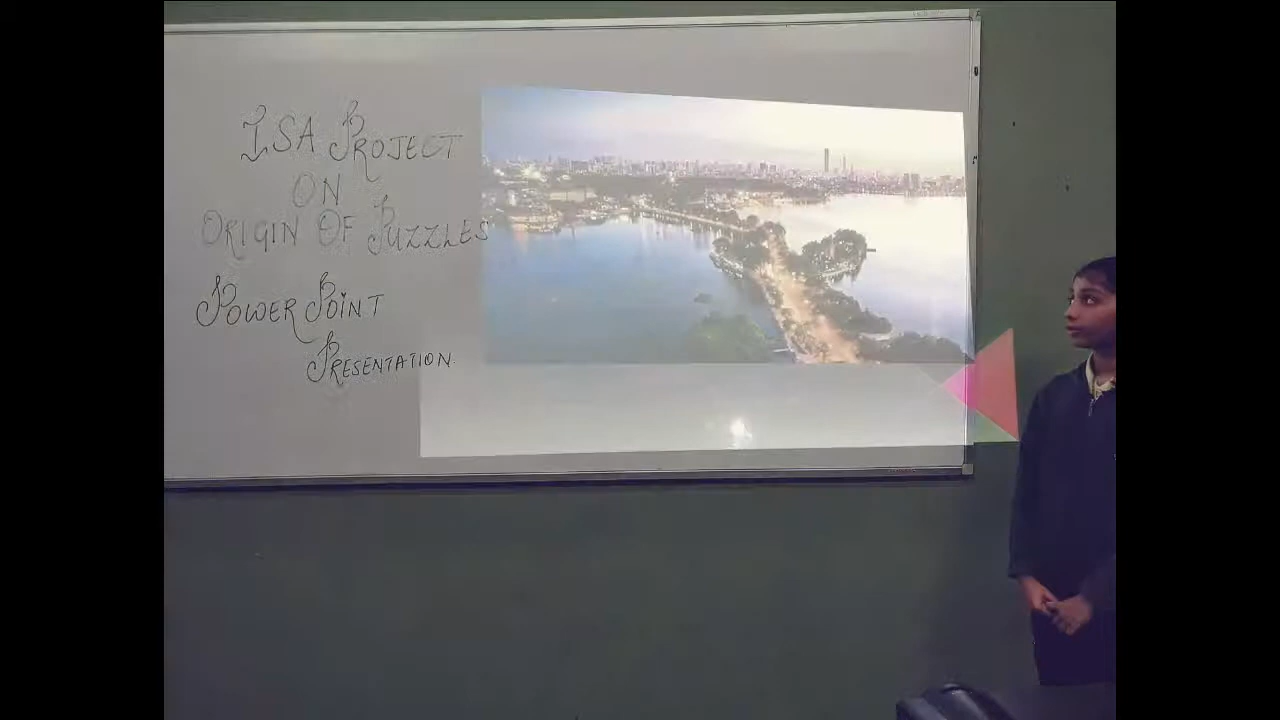 ISA PROJECT
ON
ORIGIN OF PUZZLES
POWER POINT
PRESENTATION.